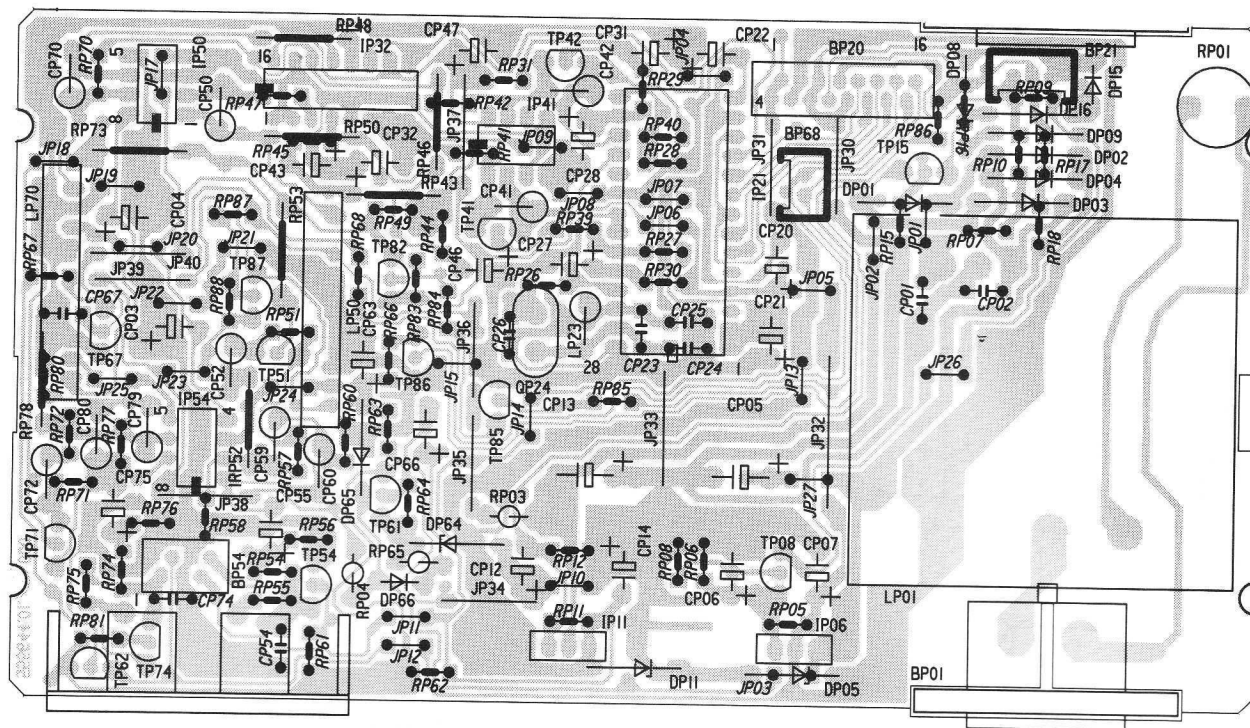 CP70
RP70
5
JP17
IP50
CP50
I6
RP48
IP32
CP47
RP31
TP42
CP42
CP31
JP04
CP22
BP20
I6
DP08
BP21
DP15
RP01
RP29
RP09
RP47
JP37
RP42
IP41
4
8
I
I
RP73
RP45
RP50
CP32
RP46
RP41
JP09
RP40
JP31
BP68
JP30
RP86
TP15
JP16
DP09
DP02
RP10
RP17
DP04
JP18
JP19
CP43
RP43
RP28
IP21
DP01
DP03
LP70
CP04
RP87
RP53
CP41
CP28
JP08
JP07
RP49
RP44
TP41
RP39
JP06
CP20
RP15
JP01
RP07
RP18
RP67
JP20
JP21
JP39
JP40
TP87
RP68
TP82
CP46
CP27
RP26
RP27
RP30
JP05
JP02
CP01
CP02
CP67
JP22
RP88
CP03
RP51
LP50
CP63
RP66
RP83
RP84
JP36
CP26
LP23
CP25
CP21
TP67
CP52
TP51
TP86
JP15
28
CP23
CP24
I
JP13
JP26
RP80
JP25
JP23
JP24
QP24
RP85
RP78
RP72
CP80
RP77
CP79
5
IP54
4
RP60
RP63
TP85
JP14
CP13
JP33
CP05
JP32
CP72
RP71
CP75
RP52
I
CP59
RP57
CP55
CP60
DP65
CP66
JP35
8
JP38
RP76
RP58
RP56
TP61
RP64
RP03
JP27
TP71
DP64
RP75
RP74
BP54
RP54
TP54
RP65
CP12
RP12
CP14
RP08
RP06
TP08
CP07
RP55
RP04
DP66
JP34
JP10
CP06
LP01
I
CP74
RP81
JP11
RP11
IP11
RP05
IP06
5556440.
TP62
TP74
CP54
RP61
JP12
RP62
DP11
JP03
DP05
BP01